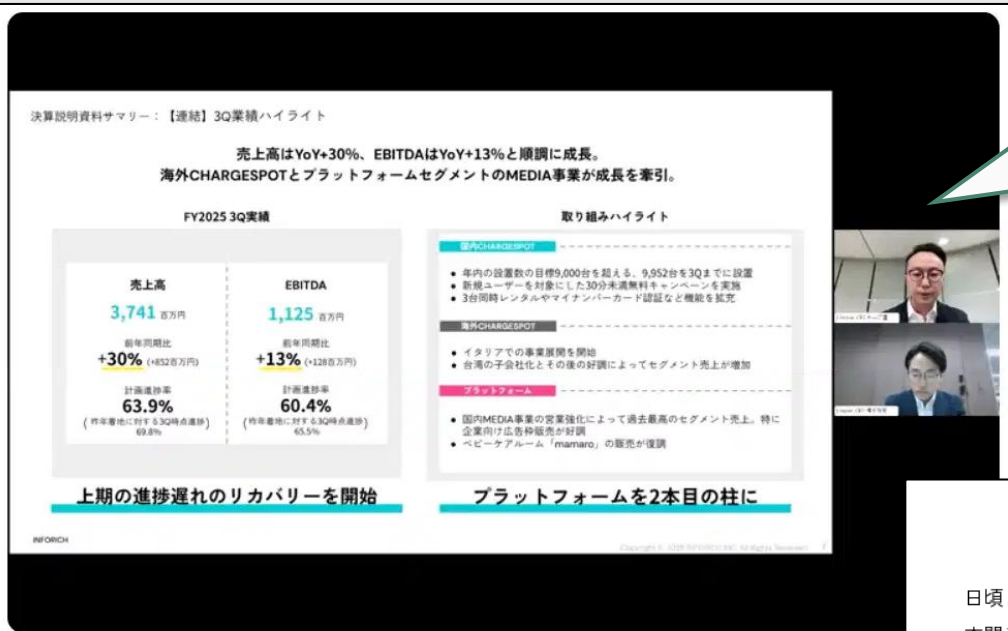 決算説明資料サマリー：【連結】3Q業績ハイライト
売上高はYoY+30%、EBITDAはYoY+13%と順調に成長。
海外CHARGESPOTとプラットフォームセグメントのMEDIA事業が成長を牽引。
FY2025 3Q実績
売上高
3,741 百万円
前年同期比
+30% (+852百万円)
計画進捗率
63.9%
(昨年着地に対する3Q時点進捗)
69.8%
EBITDA
1,125 百万円
前年同期比
+13% (+128百万円)
計画進捗率
60.4%
(昨年着地に対する3Q時点進捗)
65.5%
上期の進捗遅れのリカバリーを開始
取り組みハイライト
国内CHARGESPOT
• 年内の設置数の目標9,000台を超える、9,952台を3Qまでに設置
• 新規ユーザーを対象にした30分未満無料キャンペーンを実施
• 3台同時レンタルやマイナンバーカード認証など機能を拡充
海外CHARGESPOT
• イタリアでの事業展開を開始
• 台湾の子会社化とその後の好調によってセグメント売上が増加
プラットフォーム
• 国内MEDIA事業の営業強化によって過去最高のセグメント売上。特に
企業向け広告枠販売が好調
• ベビーケアルーム「mamaro」の販売が復調
プラットフォームを2本目の柱に
INFORICH
日頃